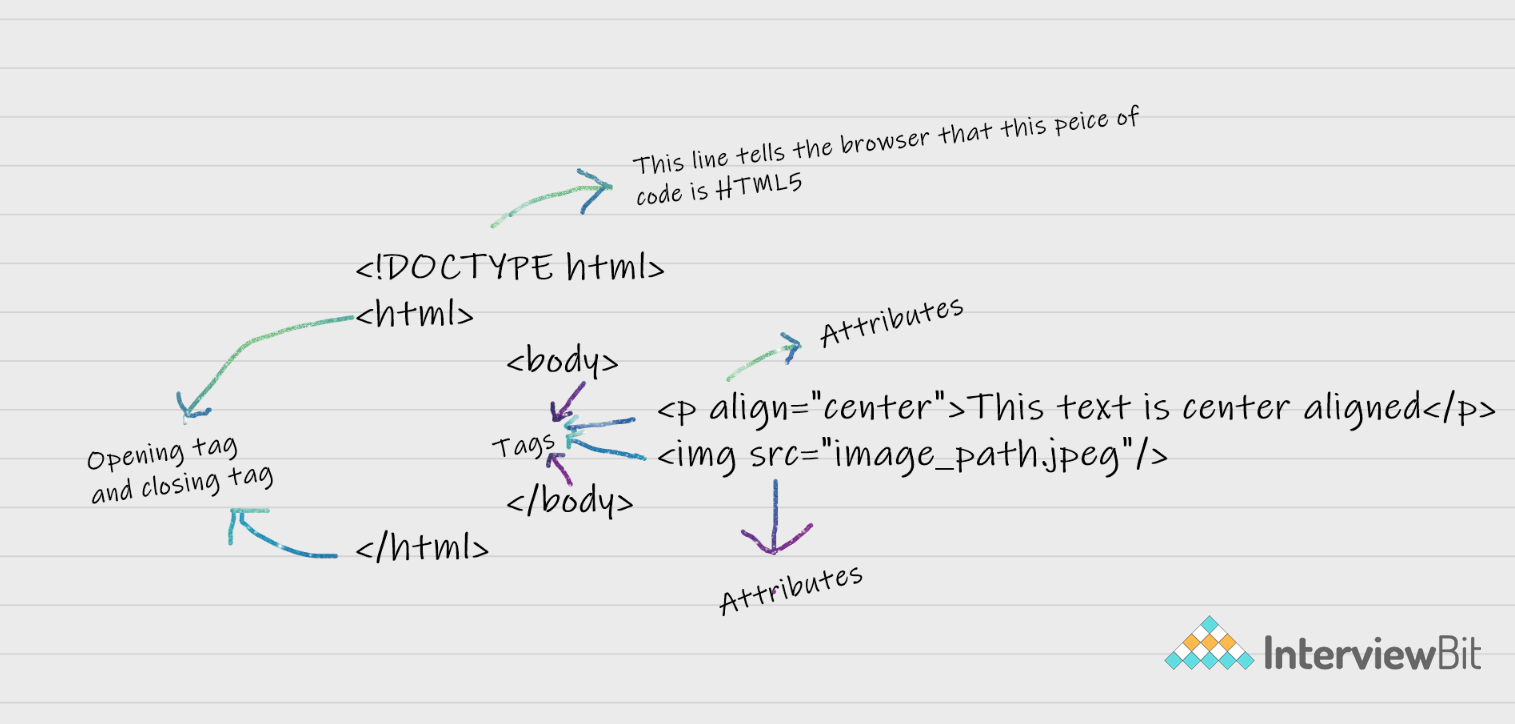 This line tells the browser that this peice of
code is HTML5
<!DOCTYPE html>
<html>
Attributes
<body>
<p align="center">This text is center aligned</p>
Tags
<img src="image_path.jpeg"/>
Opening tag
and closing tag
</body>
</html>
Attributes
InterviewBit